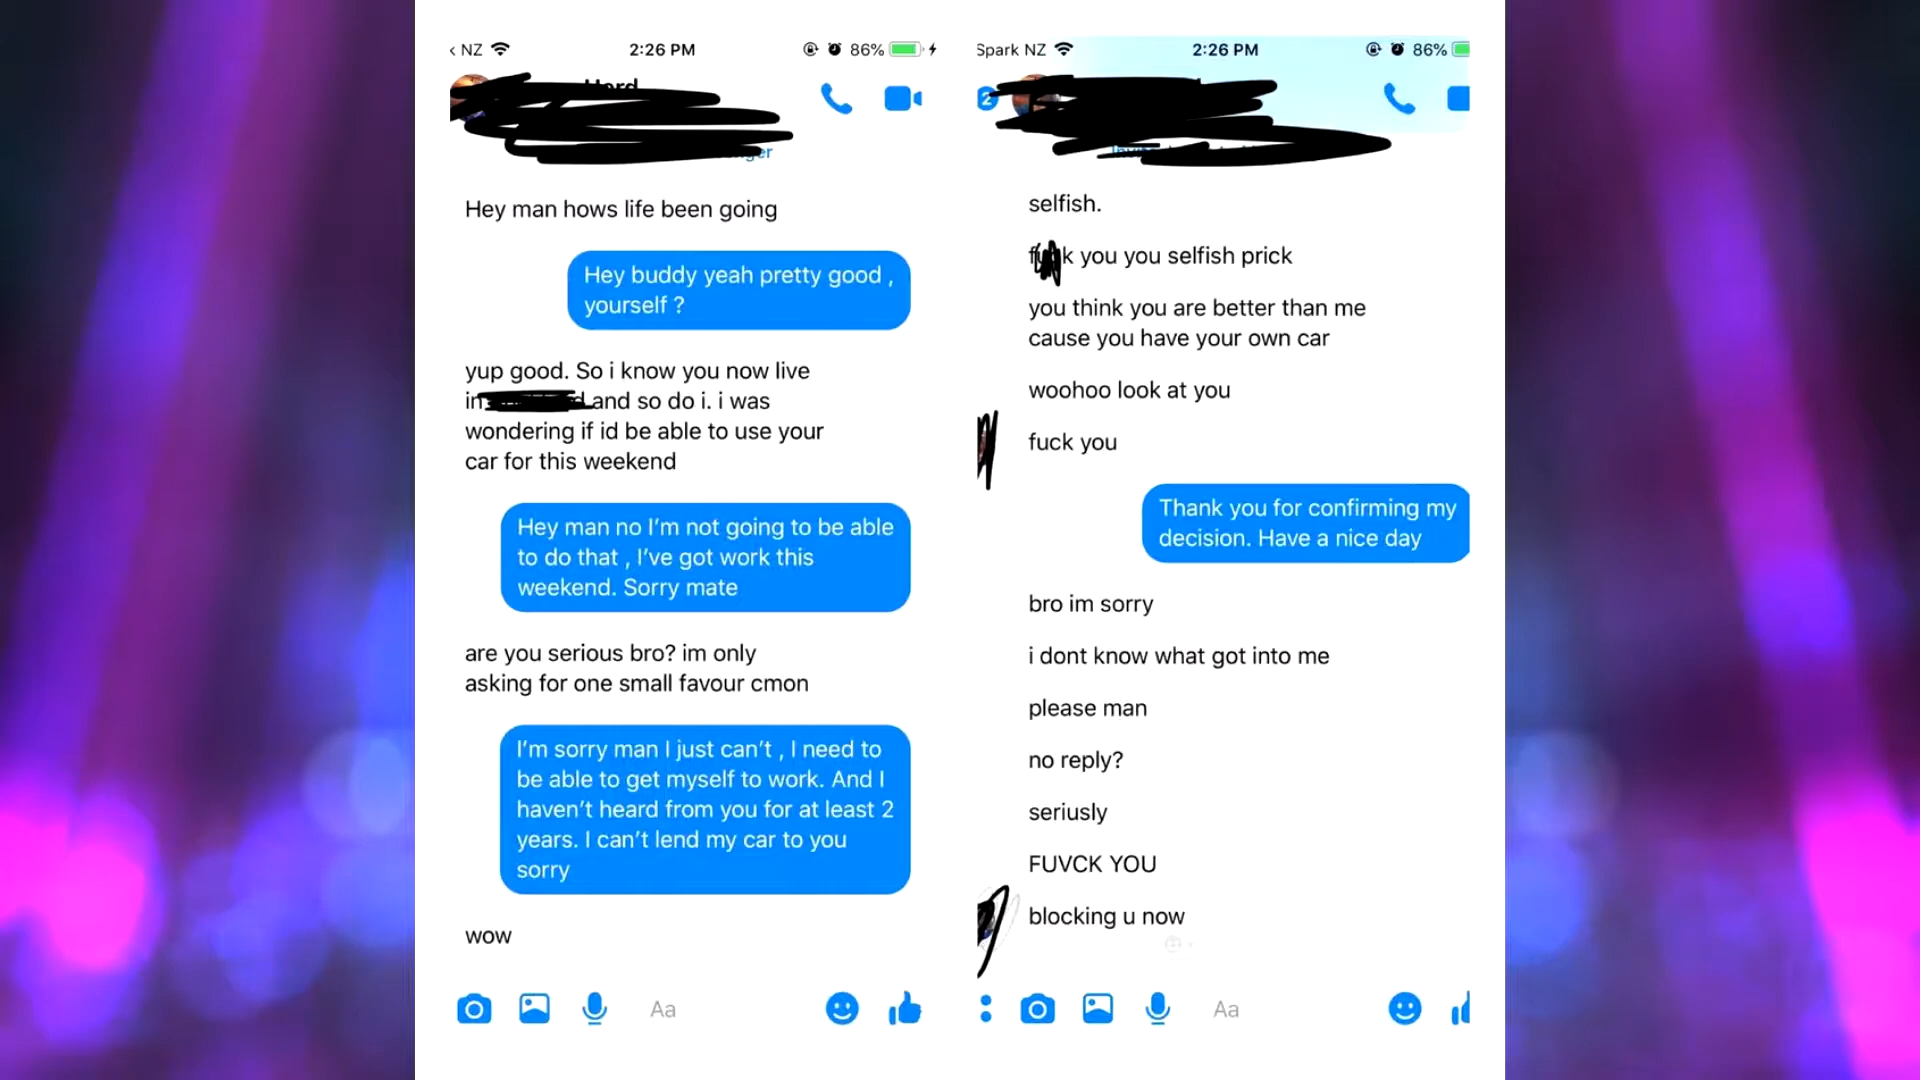 NZ
2:26 PM
86%
Hey man hows life been going
Hey buddy yeah pretty good ,
yourself ?
yup good. So i know you now live
in and so do i. i was
wondering if id be able to use your
car for this weekend
Hey man no I'm not going to be able
to do that , I've got work this
weekend. Sorry mate
are you serious bro? im only
asking for one small favour cmon
I'm sorry man I just can't , I need to
be able to get myself to work. And I
haven't heard from you for at least 2
years. I can't lend my car to you
sorry
wow
Aa
Spark NZ
2:26 PM
86%
2
selfish.
you you selfish prick
you think you are better than me
cause you have your own car
woohoo look at you
fuck you
Thank you for confirming my
decision. Have a nice day
bro im sorry
i dont know what got into me
please man
no reply?
seriusly
FUVCK YOU
blocking u now
Aa